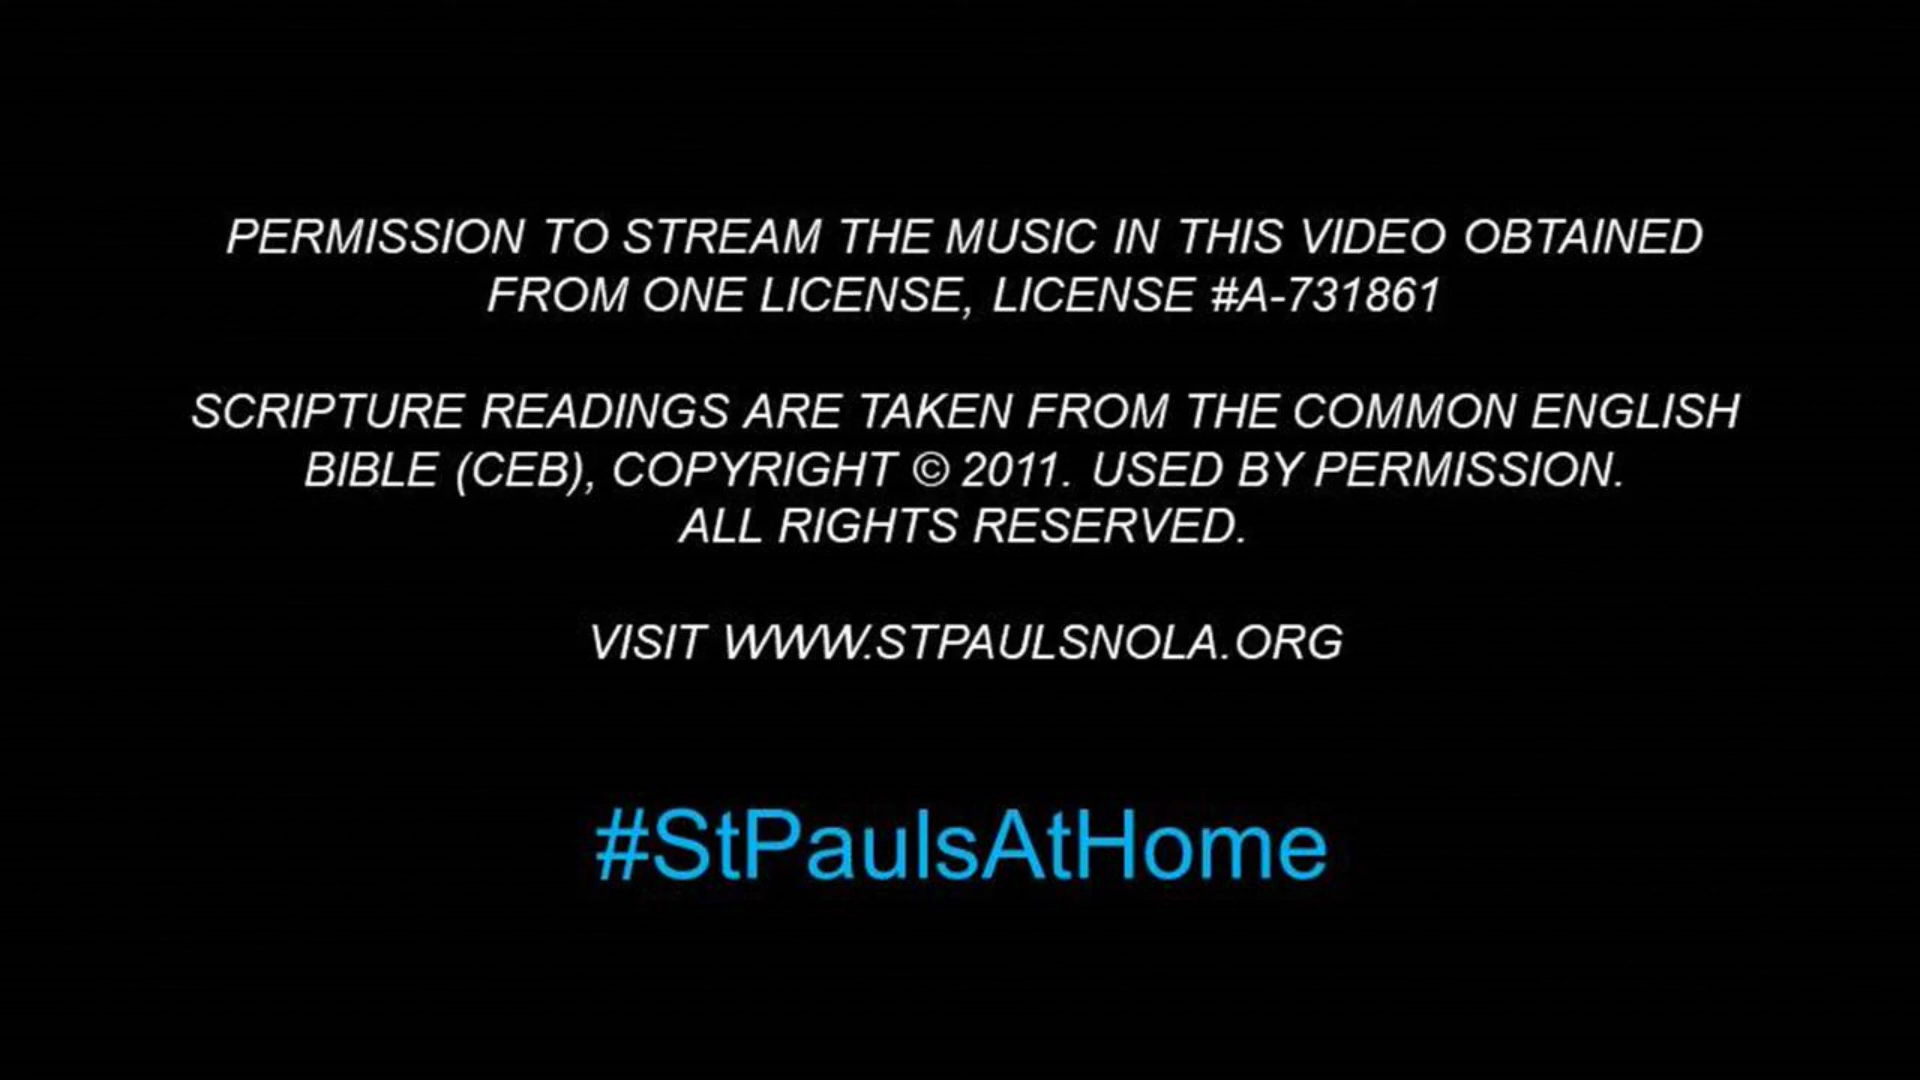 PERMISSION TO STREAM THE MUSIC IN THIS VIDEO OBTAINED
FROM ONE LICENSE, LICENSE #A-731861
SCRIPTURE READINGS ARE TAKEN FROM THE COMMON ENGLISH
BIBLE (CEB), COPYRIGHT © 2011. USED BY PERMISSION.
ALL RIGHTS RESERVED.
VISIT WWW.STPAULSNOLA.ORG
#StPaulsAtHome